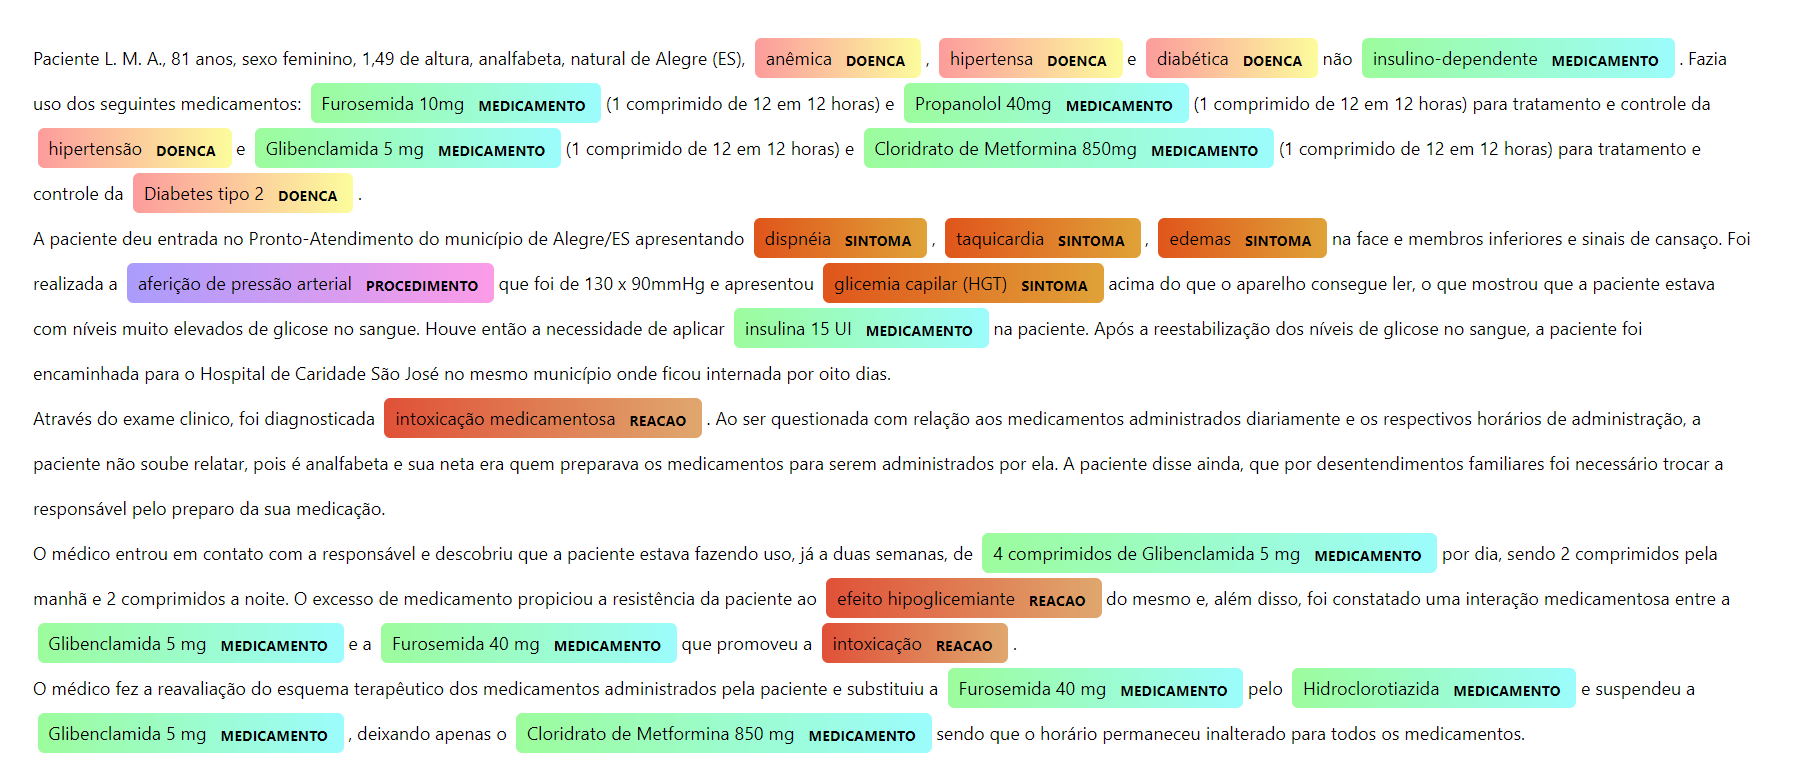 Paciente L. M. A., 81 anos, sexo feminino, 1,49 de altura, analfabeta, natural de Alegre (ES), anêmica DOENCA , hipertensa DOENCA e diabética DOENCA não insulino-dependente MEDICAMENTO . Fazia
uso dos seguintes medicamentos: Furosemida 10mg MEDICAMENTO (1 comprimido de 12 em 12 horas) e Propanolol 40mg MEDICAMENTO (1 comprimido de 12 em 12 horas) para tratamento e controle da
hipertensão DOENCA e Glibenclamida 5 mg MEDICAMENTO (1 comprimido de 12 em 12 horas) e Cloridrato de Metformina 850mg MEDICAMENTO (1 comprimido de 12 em 12 horas) para tratamento e
controle da Diabetes tipo 2 DOENCA .
A paciente deu entrada no Pronto-Atendimento do município de Alegre/ES apresentando dispnéia SINTOMA , taquicardia SINTOMA , edemas SINTOMA na face e membros inferiores e sinais de cansaço. Foi
realizada a aferição de pressão arterial PROCEDIMENTO que foi de 130 x 90mmHg e apresentou glicemia capilar (HGT) SINTOMA acima do que o aparelho consegue ler, o que mostrou que a paciente estava
com níveis muito elevados de glicose no sangue. Houve então a necessidade de aplicar insulina 15 UI MEDICAMENTO na paciente. Após a reestabilização dos níveis de glicose no sangue, a paciente foi
encaminhada para o Hospital de Caridade São José no mesmo município onde ficou internada por oito dias.
Através do exame clinico, foi diagnosticada intoxicação medicamentosa REACAO . Ao ser questionada com relação aos medicamentos administrados diariamente e os respectivos horários de administração, a
paciente não soube relatar, pois é analfabeta e sua neta era quem preparava os medicamentos para serem administrados por ela. A paciente disse ainda, que por desentendimentos familiares foi necessário trocar a
responsável pelo preparo da sua medicação.
O médico entrou em contato com a responsável e descobriu que a paciente estava fazendo uso, já a duas semanas, de 4 comprimidos de Glibenclamida 5 mg MEDICAMENTO por dia, sendo 2 comprimidos pela
manhã e 2 comprimidos a noite. O excesso de medicamento propiciou a resistência da paciente ao efeito hipoglicemiante REACAO do mesmo e, além disso, foi constatado uma interação medicamentosa entre a
Glibenclamida 5 mg MEDICAMENTO e a Furosemida 40 mg MEDICAMENTO que promoveu a intoxicação REACAO .
O médico fez a reavaliação do esquema terapêutico dos medicamentos administrados pela paciente e substituiu a Furosemida 40 mg MEDICAMENTO pelo Hidroclorotiazida MEDICAMENTO e suspendeu a
Glibenclamida 5 mg MEDICAMENTO , deixando apenas o Cloridrato de Metformina 850 mg MEDICAMENTO sendo que o horário permaneceu inalterado para todos os medicamentos.